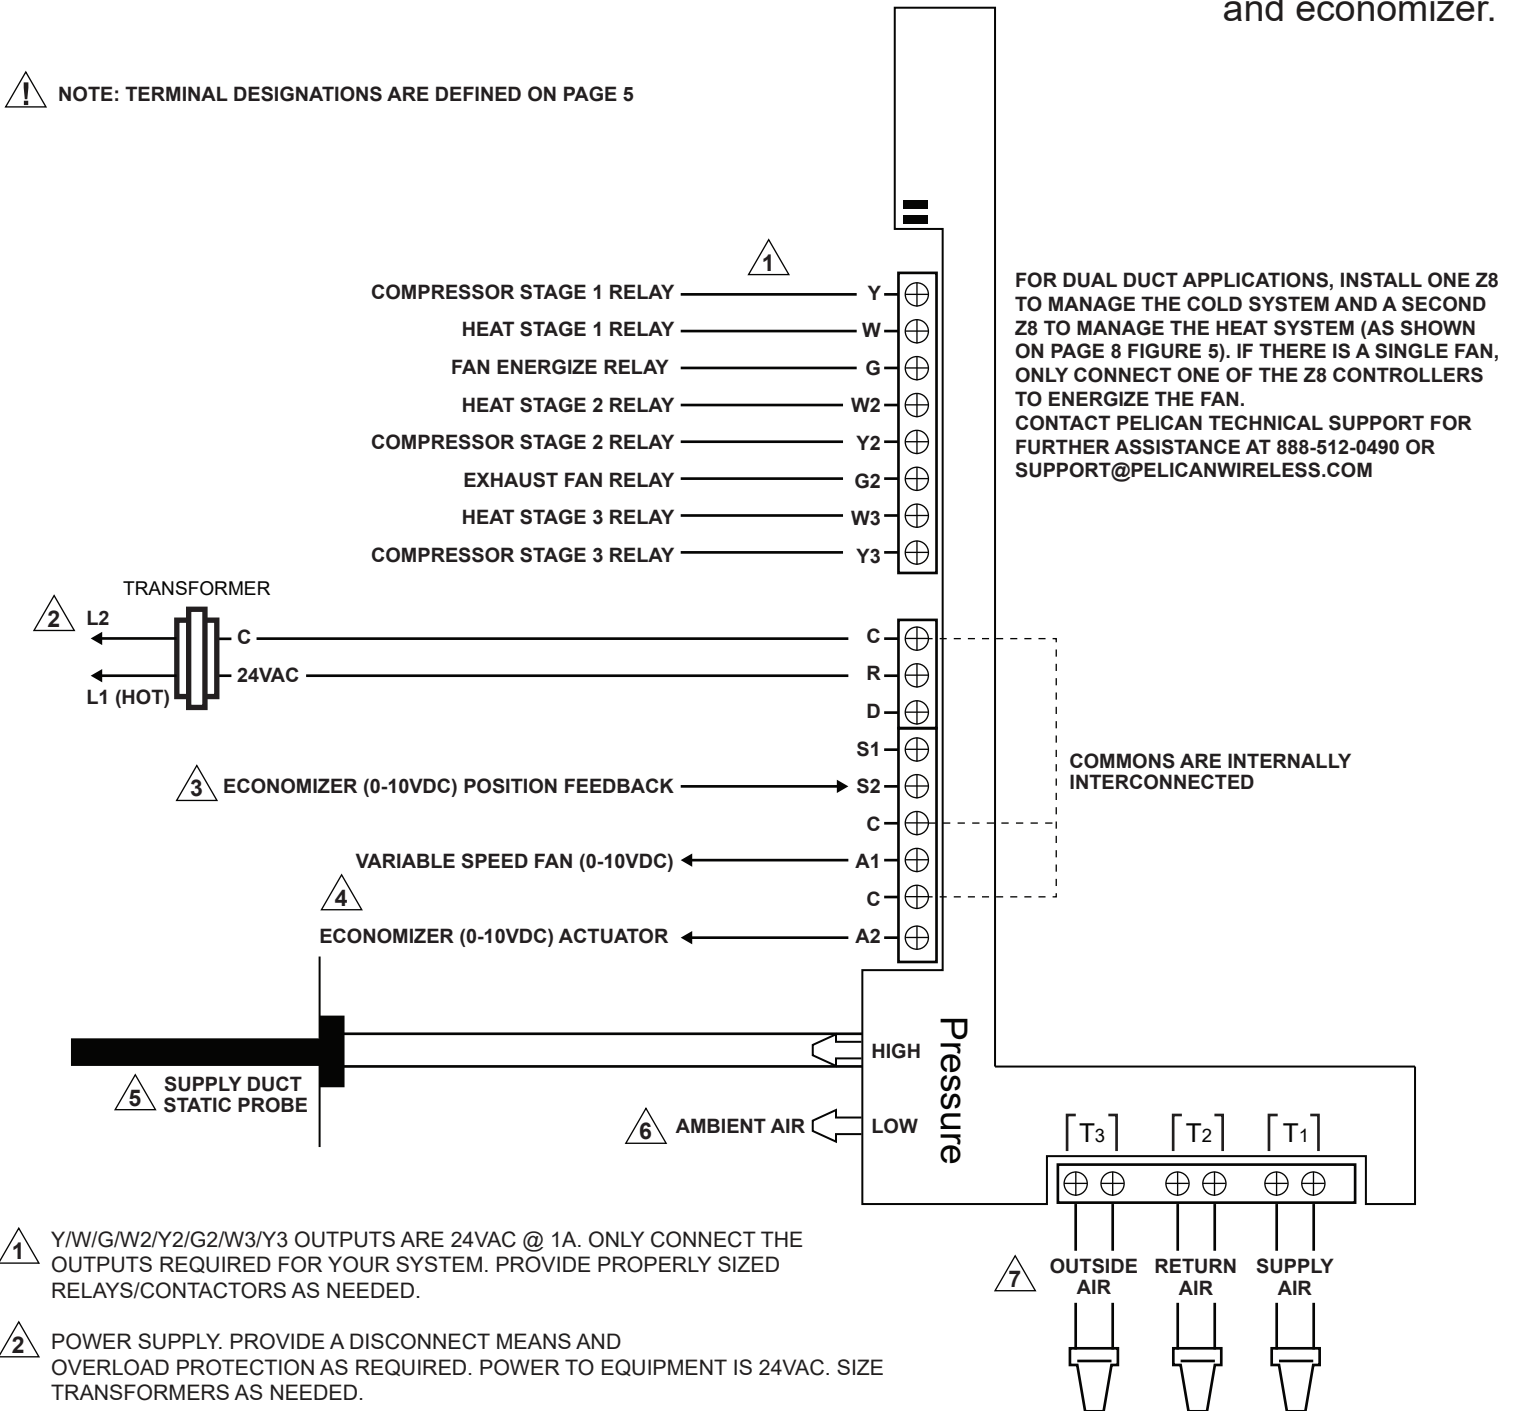 and economizer.
! NOTE: TERMINAL DESIGNATIONS ARE DEFINED ON PAGE 5
1
COMPRESSOR STAGE 1 RELAY Y
HEAT STAGE 1 RELAY W
FAN ENERGIZE RELAY G
HEAT STAGE 2 RELAY W2
COMPRESSOR STAGE 2 RELAY Y2
EXHAUST FAN RELAY G2
HEAT STAGE 3 RELAY W3
COMPRESSOR STAGE 3 RELAY Y3
FOR DUAL DUCT APPLICATIONS, INSTALL ONE Z8
TO MANAGE THE COLD SYSTEM AND A SECOND
Z8 TO MANAGE THE HEAT SYSTEM (AS SHOWN
ON PAGE 8 FIGURE 5). IF THERE IS A SINGLE FAN,
ONLY CONNECT ONE OF THE Z8 CONTROLLERS
TO ENERGIZE THE FAN.
CONTACT PELICAN TECHNICAL SUPPORT FOR
FURTHER ASSISTANCE AT 888-512-0490 OR
SUPPORT@PELICANWIRELESS.COM
TRANSFORMER
2 L2
C C
24VAC R
L1 (HOT)
D
S1
3 ECONOMIZER (0-10VDC) POSITION FEEDBACK S2
C
VARIABLE SPEED FAN (0-10VDC) A1
4
C
ECONOMIZER (0-10VDC) ACTUATOR A2
COMMONS ARE INTERNALLY
INTERCONNECTED
HIGH
Pressure
5 SUPPLY DUCT
STATIC PROBE
6 AMBIENT AIR LOW
T3 T2 T1
7 OUTSIDE
AIR
RETURN
AIR
SUPPLY
AIR
1 Y/W/G/W2/Y2/G2/W3/Y3 OUTPUTS ARE 24VAC @ 1A. ONLY CONNECT THE
OUTPUTS REQUIRED FOR YOUR SYSTEM. PROVIDE PROPERLY SIZED
RELAYS/CONTACTORS AS NEEDED.
2 POWER SUPPLY. PROVIDE A DISCONNECT MEANS AND
OVERLOAD PROTECTION AS REQUIRED. POWER TO EQUIPMENT IS 24VAC. SIZE
TRANSFORMERS AS NEEDED.